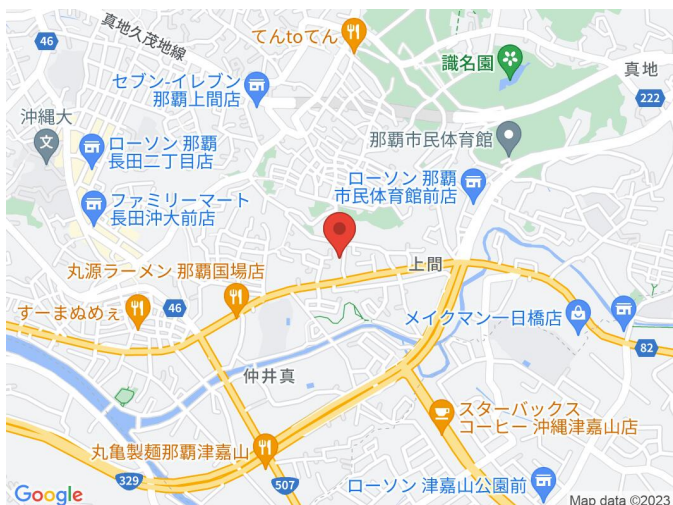 46
真地久茂地線
てんtoてん
識名園
真地
セブン-イレブン
那覇上間店
222
沖縄大
那覇市民体育館
ローソン 那覇
長田二丁目店
ローソン 那覇
市民体育館前店
ファミリーマート
長田沖大前店
上間
丸源ラーメン 那覇国場店
すーまぬめぇ
46
メイクマン一日橋店
82
仲井真
スターバックス
コーヒー 沖縄津嘉山店
丸亀製麺那覇津嘉山
329
507
ローソン 津嘉山公園前
Google
Map data ©2023